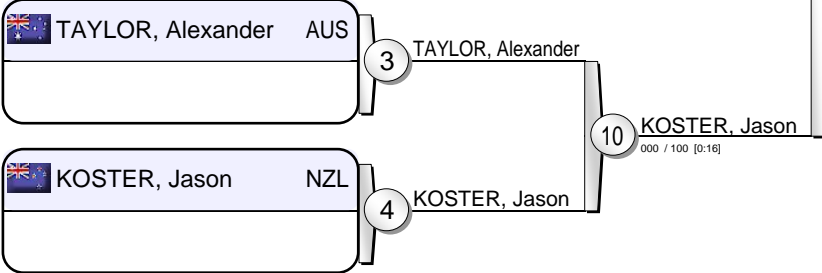 TAYLOR, Alexander AUS
3
TAYLOR, Alexander
10
KOSTER, Jason
000 / 100 [0:16]
KOSTER, Jason NZL
4
KOSTER, Jason